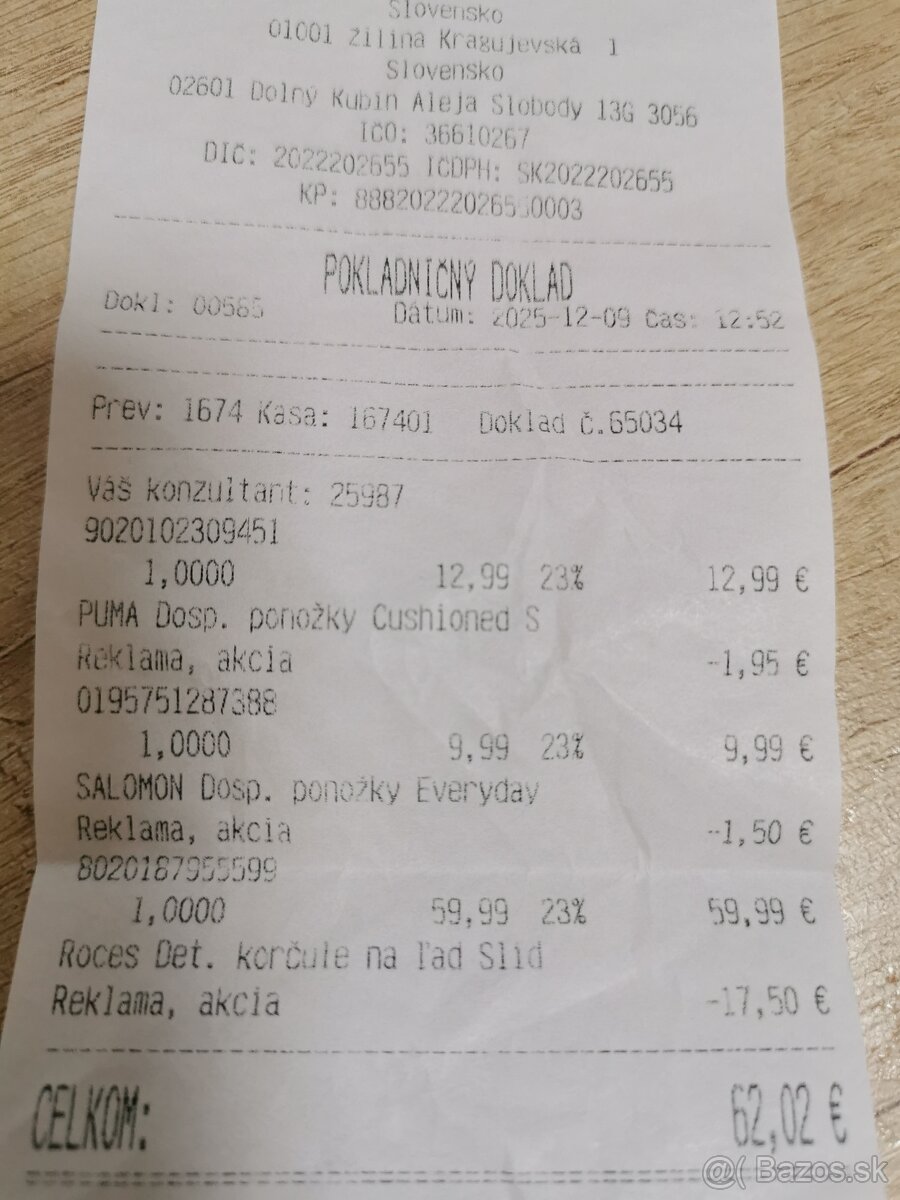 Slovensko
01001 Žilina Kragujevská 1
Slovensko
02601 Dolný Kubín Aleja Slobody 13G 3056
IČO: 36610267
DIČ: 2022202655 IČDPH: SK2022202655
KP: 88820222026550003
POKLADNIČNÝ DOKLAD
Dokl: 00585 Dátum: 2025-12-09 Čas: 12:52
Prev: 1674 Kasa: 167401 Doklad č.65034
Váš konzultant: 25987
9020102309451
1,0000 12,99 23% 12,99 €
PUMA Dosp. ponožky Cushioned S
Reklama, akcia -1,95 €
0195751287388
1,0000 9,99 23% 9,99 €
SALOMON Dosp. ponožky Everyday
Reklama, akcia -1,50 €
8020187955599
1,0000 59,99 23% 59,99 €
Roces Det. korčule na ľad Slid
Reklama, akcia -17,50 €
CELKOM: 62,02 €
@( Bazos.sk